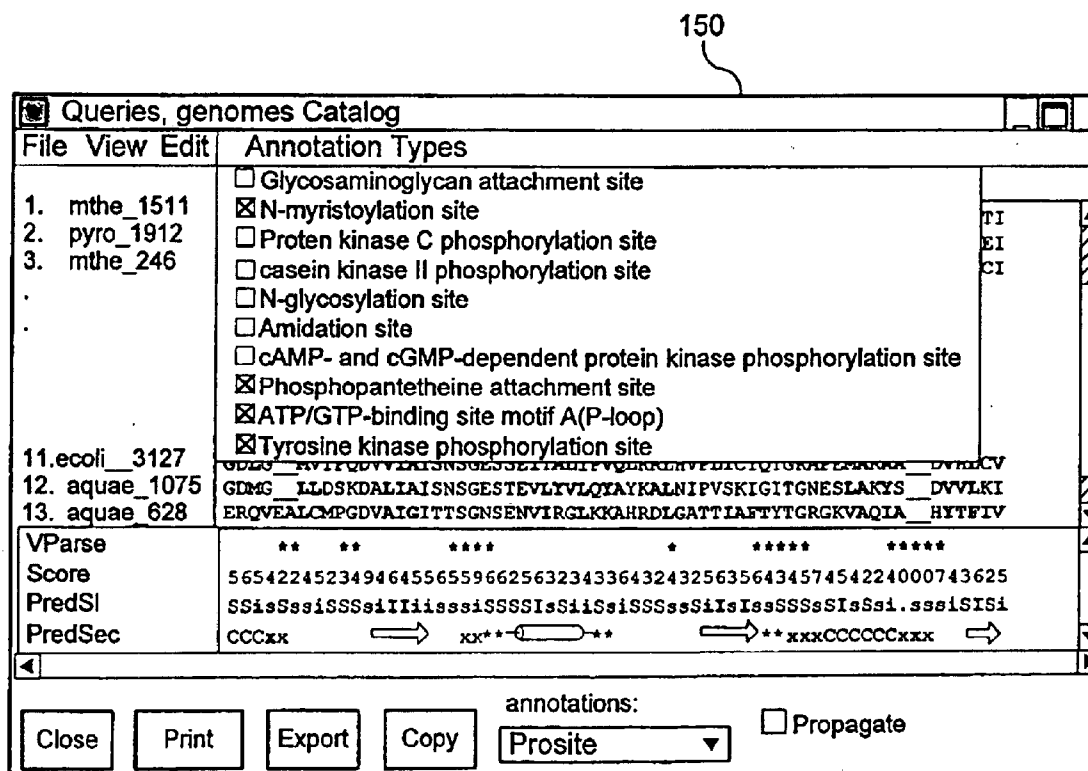 150
Queries, genomes Catalog
File View Edit Annotation Types
Glycosaminoglycan attachment site
1. mthe_1511 N-myristoylation site TI
2. pyro_1912 Proten kinase C phosphorylation site EI
3. mthe_246 casein kinase II phosphorylation site CI
N-glycosylation site
Amidation site
cAMP- and cGMP-dependent protein kinase phosphorylation site
Phosphopantetheine attachment site
ATP/GTP-binding site motif A(P-loop)
Tyrosine kinase phosphorylation site
11.ecoli__3127
12. aquae_1075 GDMG__LLDSKDALIAISNSGESTEVLYVLQYAYKALNIPVSKIGITGNESLAKYS__DVVLKI
13. aquae_628 ERQVEALCMPGDVAIGITTSGNSENVIRGLKKAHRDLGATTIAFTYTGRGKVAQIA__HYTFIV
VParse ** ** **** * ***** *****
Score 5654224523494645565596625632343364324325635643457454224000743625
PredSI SSisSssiSSSsiIIiisssiSSSSIsSiiSsiSSSssSiIsIssSSSsSIsSsi.sssiSISi
PredSec CCCxx xx** ** **xxxCCCCCCxxx
Close Print Export Copy annotations: Prosite Propagate